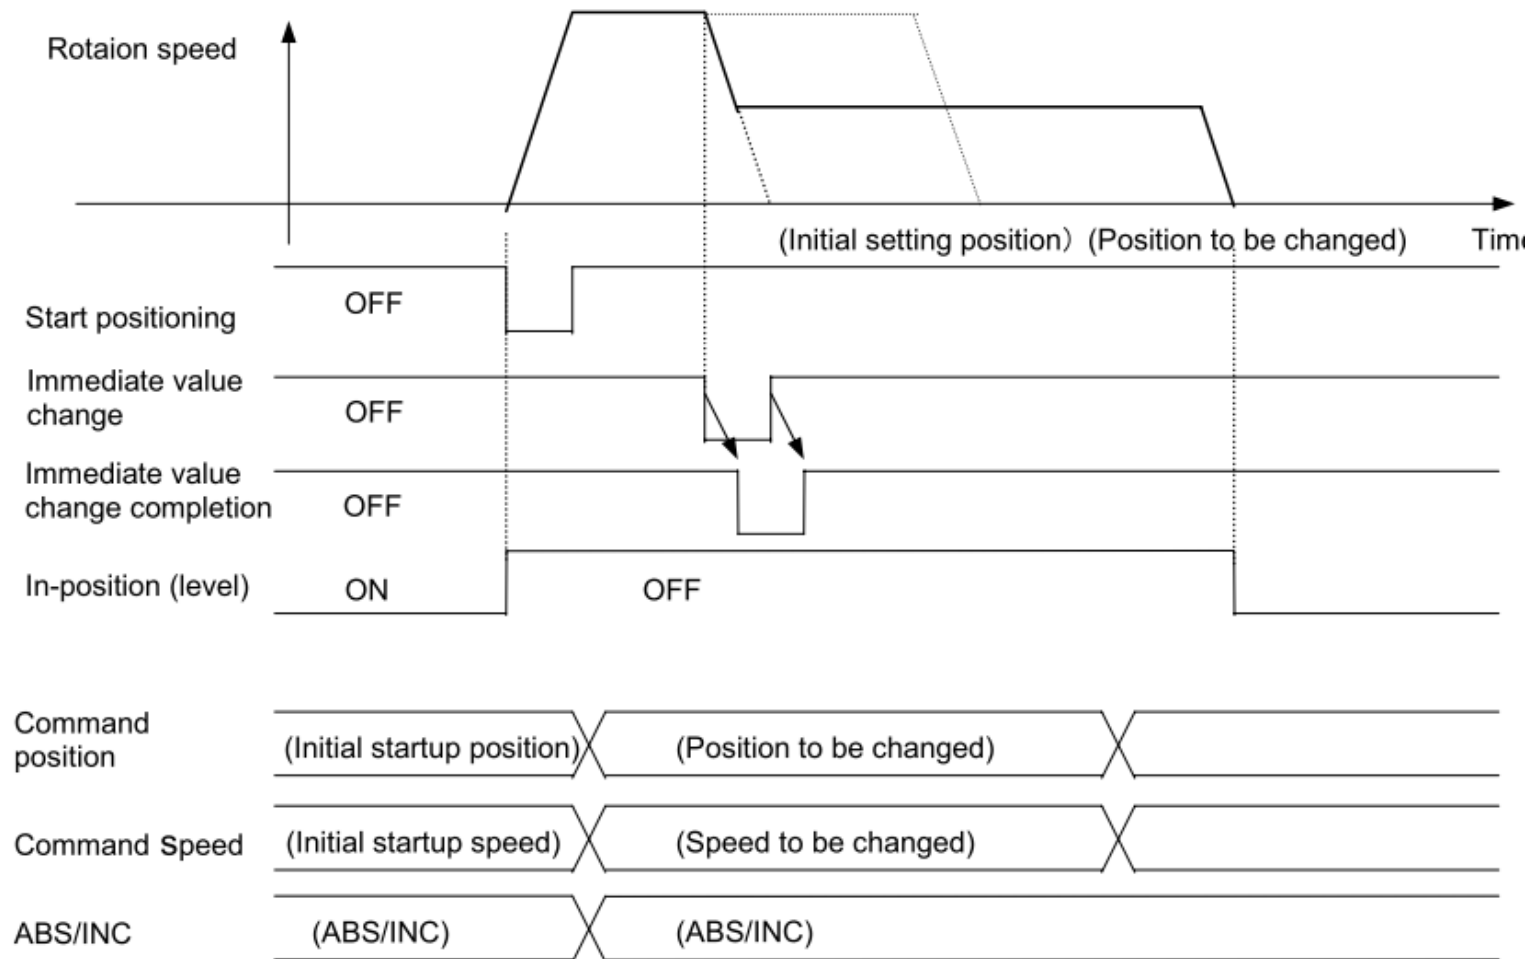 Rotaion speed
(Initial setting position) (Position to be changed)
Time
Start positioning
OFF
Immediate value
change
OFF
Immediate value
change completion
OFF
In-position (level)
ON
OFF
Command
position
(Initial startup position)
(Position to be changed)
Command Speed
(Initial startup speed)
(Speed to be changed)
ABS/INC
(ABS/INC)
(ABS/INC)